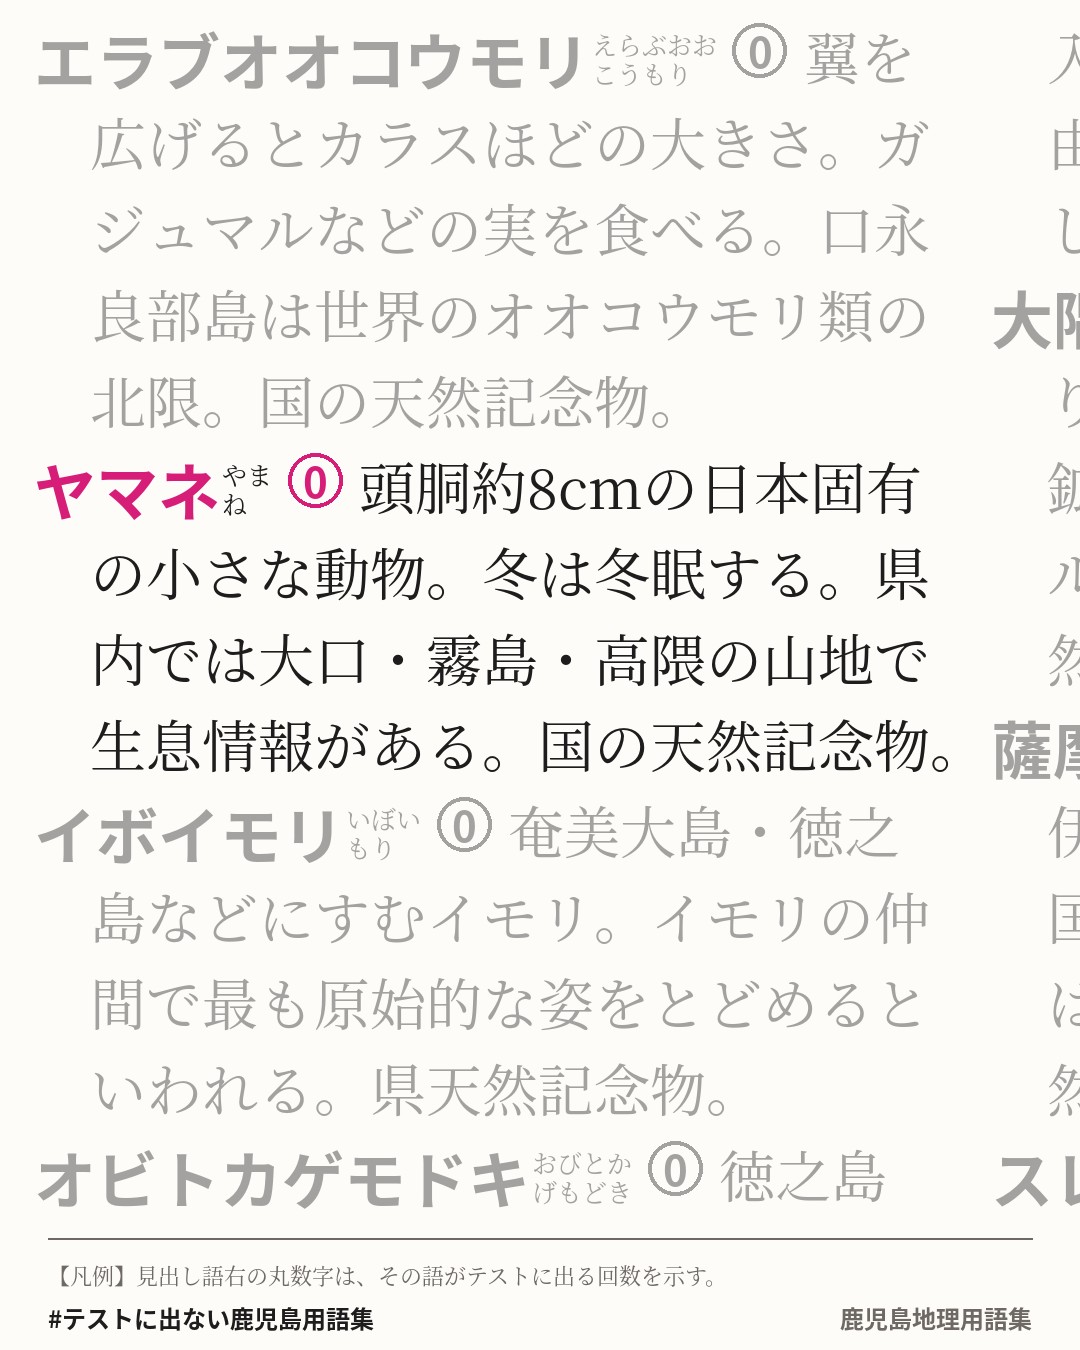 エラブオオコウモリ えらぶおおこうもり ⓪ 翼を
広げるとカラスほどの大きさ。ガ
ジュマルなどの実を食べる。口永
良部島は世界のオオコウモリ類の
北限。国の天然記念物。
ヤマネ やまね ⓪ 頭胴約8cmの日本固有
の小さな動物。冬は冬眠する。県
内では大口・霧島・高隈の山地で
生息情報がある。国の天然記念物。
イボイモリ いぼいもり ⓪ 奄美大島・徳之
島などにすむイモリ。イモリの仲
間で最も原始的な姿をとどめると
いわれる。県天然記念物。
オビトカゲモドキ おびとかげもどき ⓪ 徳之島
【凡例】見出し語右の丸数字は、その語がテストに出る回数を示す。
#テストに出ない鹿児島用語集
鹿児島地理用語集